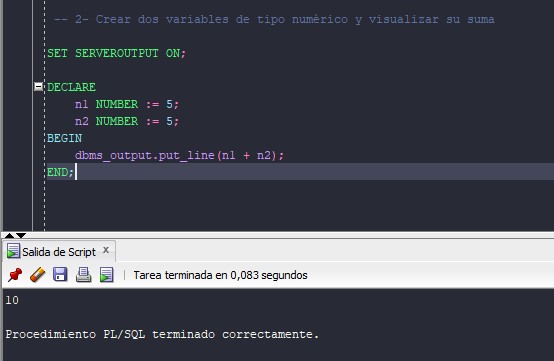 -- 2- Crear dos variables de tipo numérico y visualizar su suma
SET SERVEROUTPUT ON;
DECLARE
n1 NUMBER := 5;
n2 NUMBER := 5;
BEGIN
dbms_output.put_line(n1 + n2);
END;
Salida de Script x
Tarea terminada en 0,083 segundos
10
Procedimiento PL/SQL terminado correctamente.